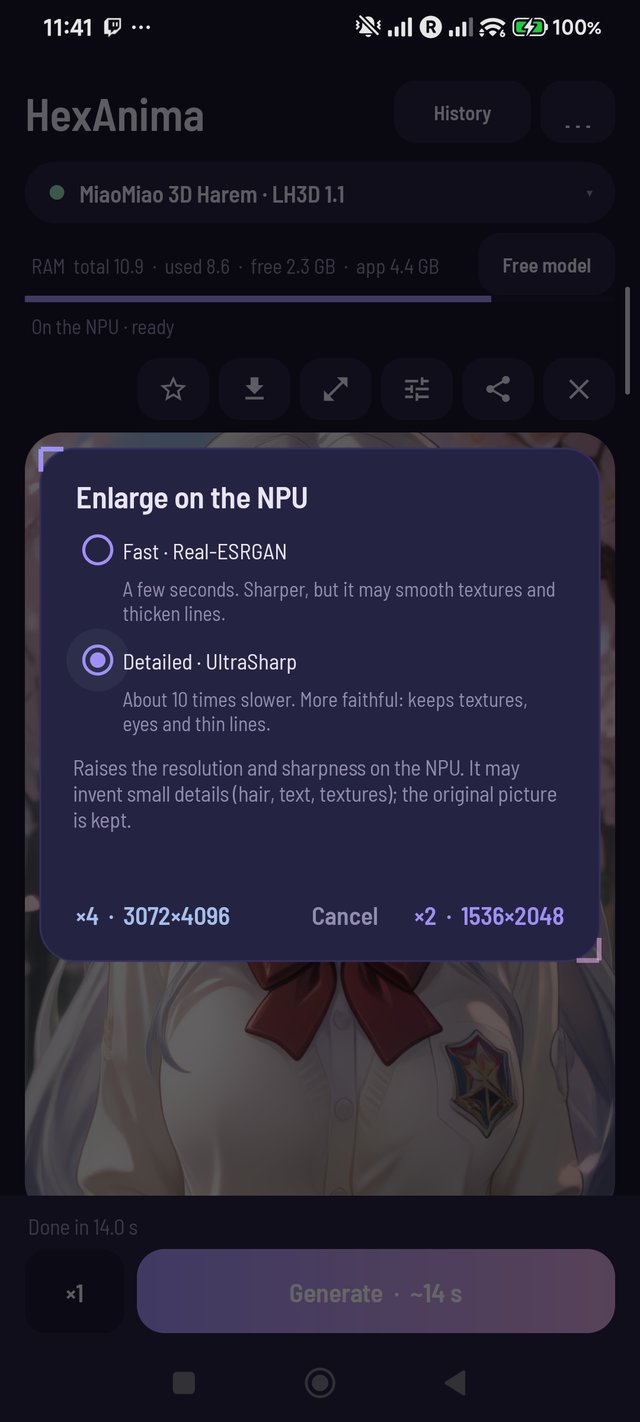 11:41
R
100%
HexAnima
History
...
MiaoMiao 3D Harem · LH3D 1.1
RAM total 10.9 · used 8.6 · free 2.3 GB · app 4.4 GB
Free model
On the NPU · ready
Enlarge on the NPU
Fast · Real-ESRGAN
A few seconds. Sharper, but it may smooth textures and
thicken lines.
Detailed · UltraSharp
About 10 times slower. More faithful: keeps textures,
eyes and thin lines.
Raises the resolution and sharpness on the NPU. It may
invent small details (hair, text, textures); the original picture
is kept.
×4 · 3072×4096
Cancel
×2 · 1536×2048
Done in 14.0 s
×1
Generate · ~14 s